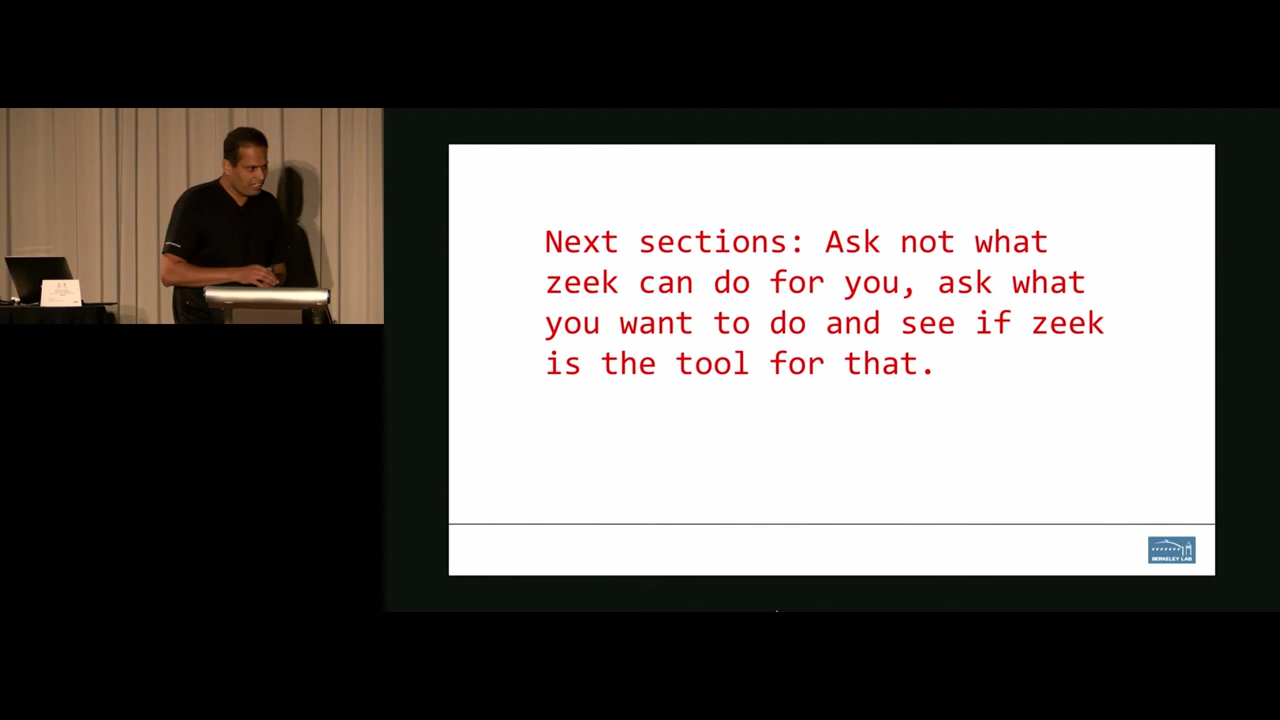 Next sections: Ask not what
zeek can do for you, ask what
you want to do and see if zeek
is the tool for that.
BERKELEY LAB